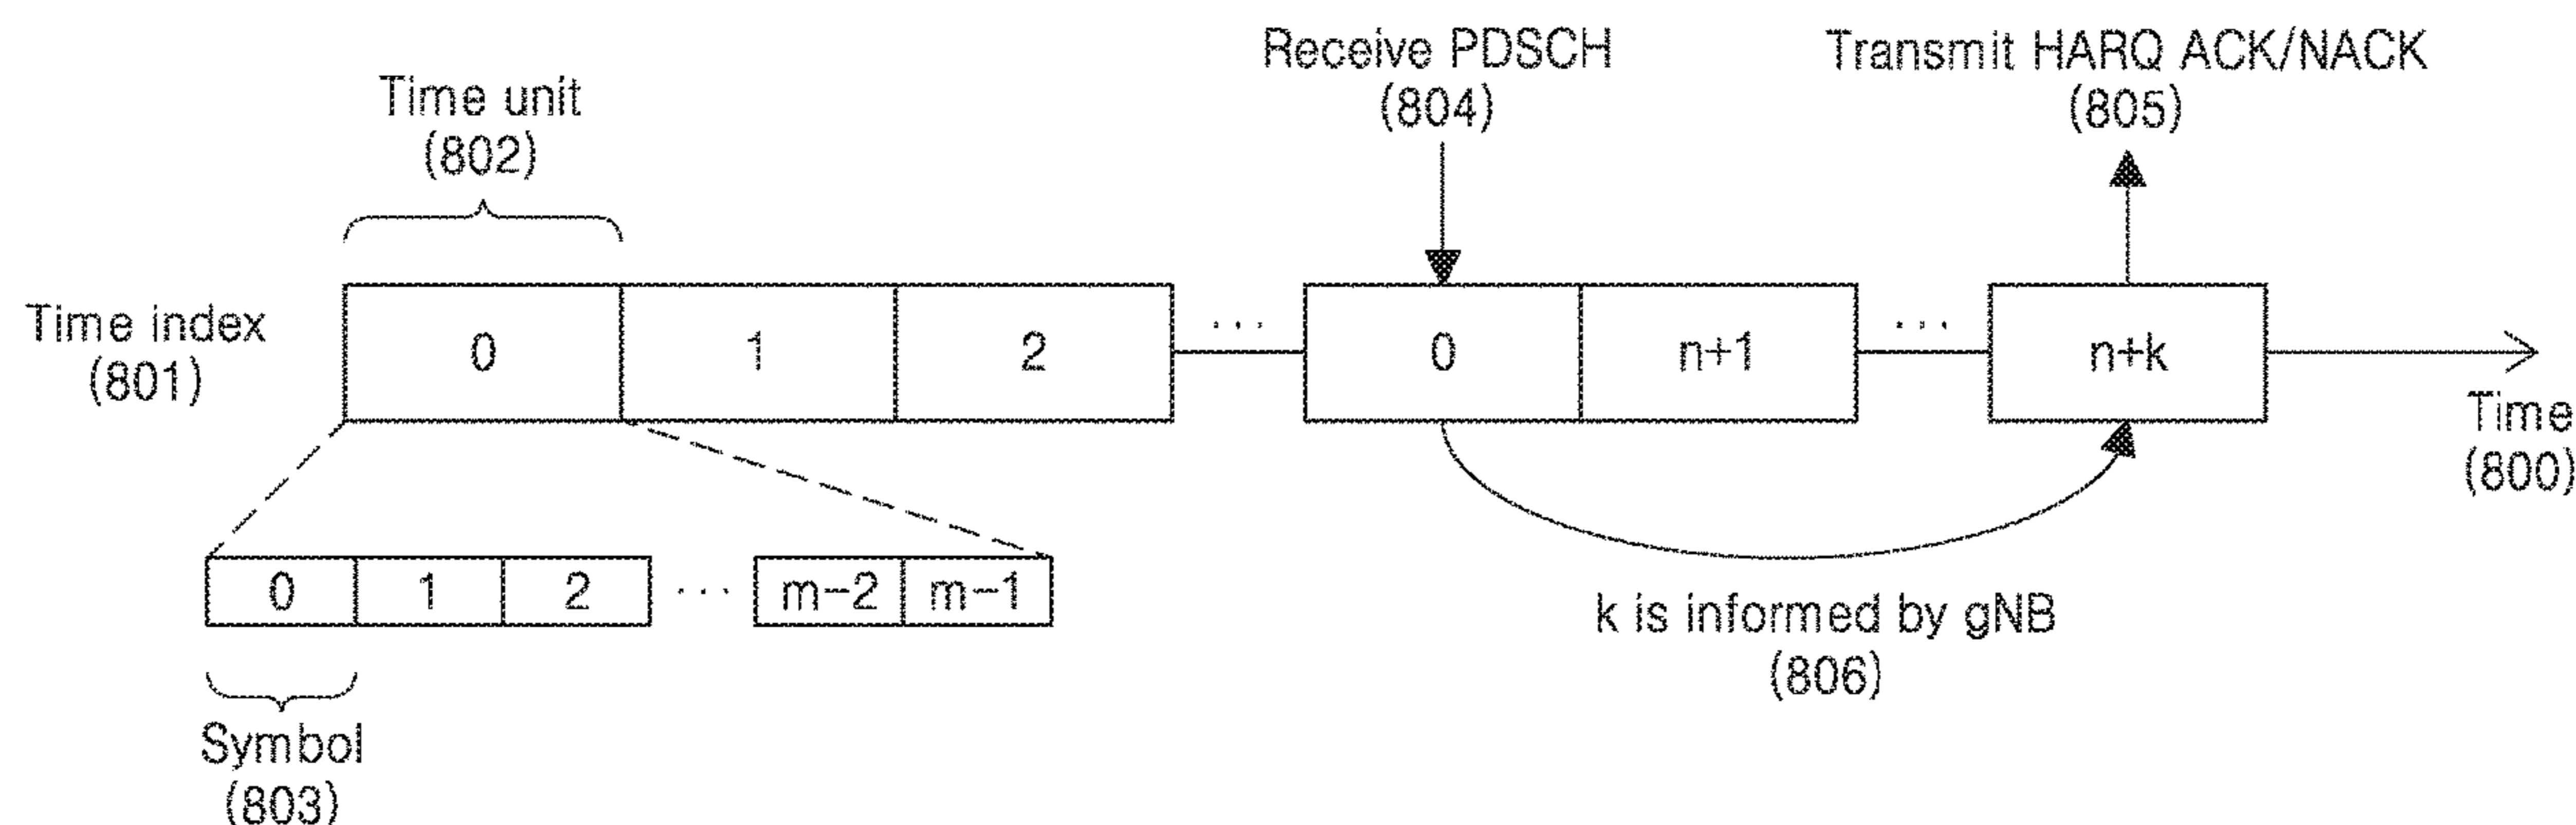 Receive PDSCH
(804)
Transmit HARQ ACK/NACK
(805)
Time unit
(802)
Time index
(801)
0 1 2 ... 0 n+1 ... n+k
Time
(800)
0 1 2 ... m-2 m-1
k is informed by gNB
(806)
Symbol
(803)